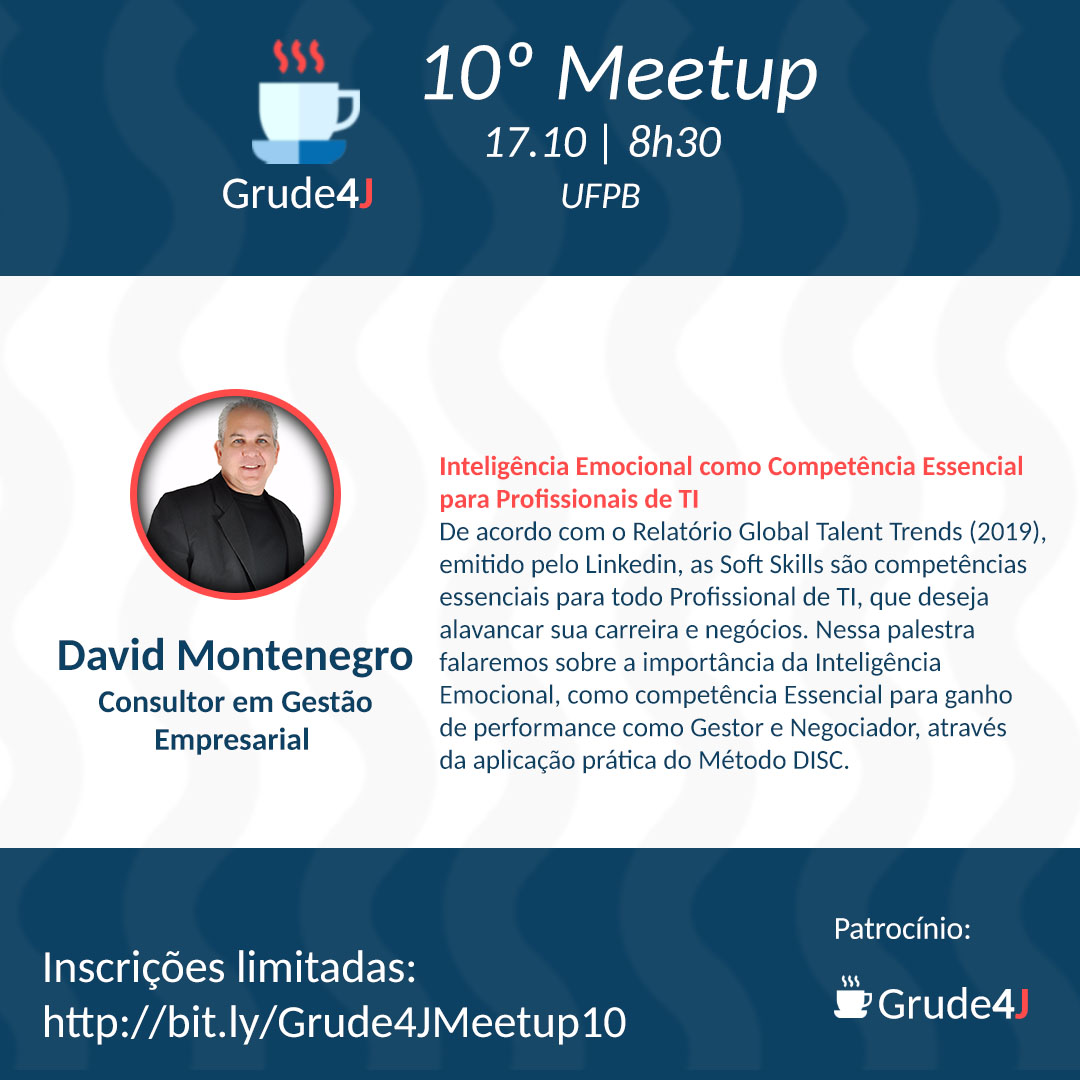 10º Meetup
17.10 | 8h30
UFPB
Grude4J
Inteligência Emocional como Competência Essencial
para Profissionais de TI
De acordo com o Relatório Global Talent Trends (2019),
emitido pelo Linkedin, as Soft Skills são competências
essenciais para todo Profissional de TI, que deseja
alavancar sua carreira e negócios. Nessa palestra
falaremos sobre a importância da Inteligência
Emocional, como competência Essencial para ganho
de performance como Gestor e Negociador, através
da aplicação prática do Método DISC.
David Montenegro
Consultor em Gestão
Empresarial
Inscrições limitadas:
http://bit.ly/Grude4JMeetup10
Patrocínio:
Grude4J